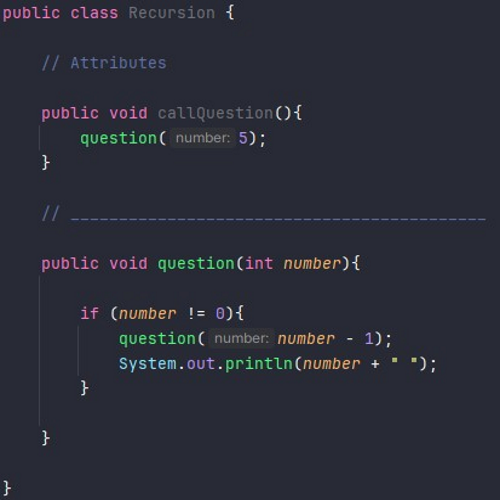 public class Recursion {
// Attributes
public void callQuestion(){
question( number: 5);
}
// ___________________________________________
public void question(int number){
if (number != 0){
question( number: number - 1);
System.out.println(number + " ");
}
}
}